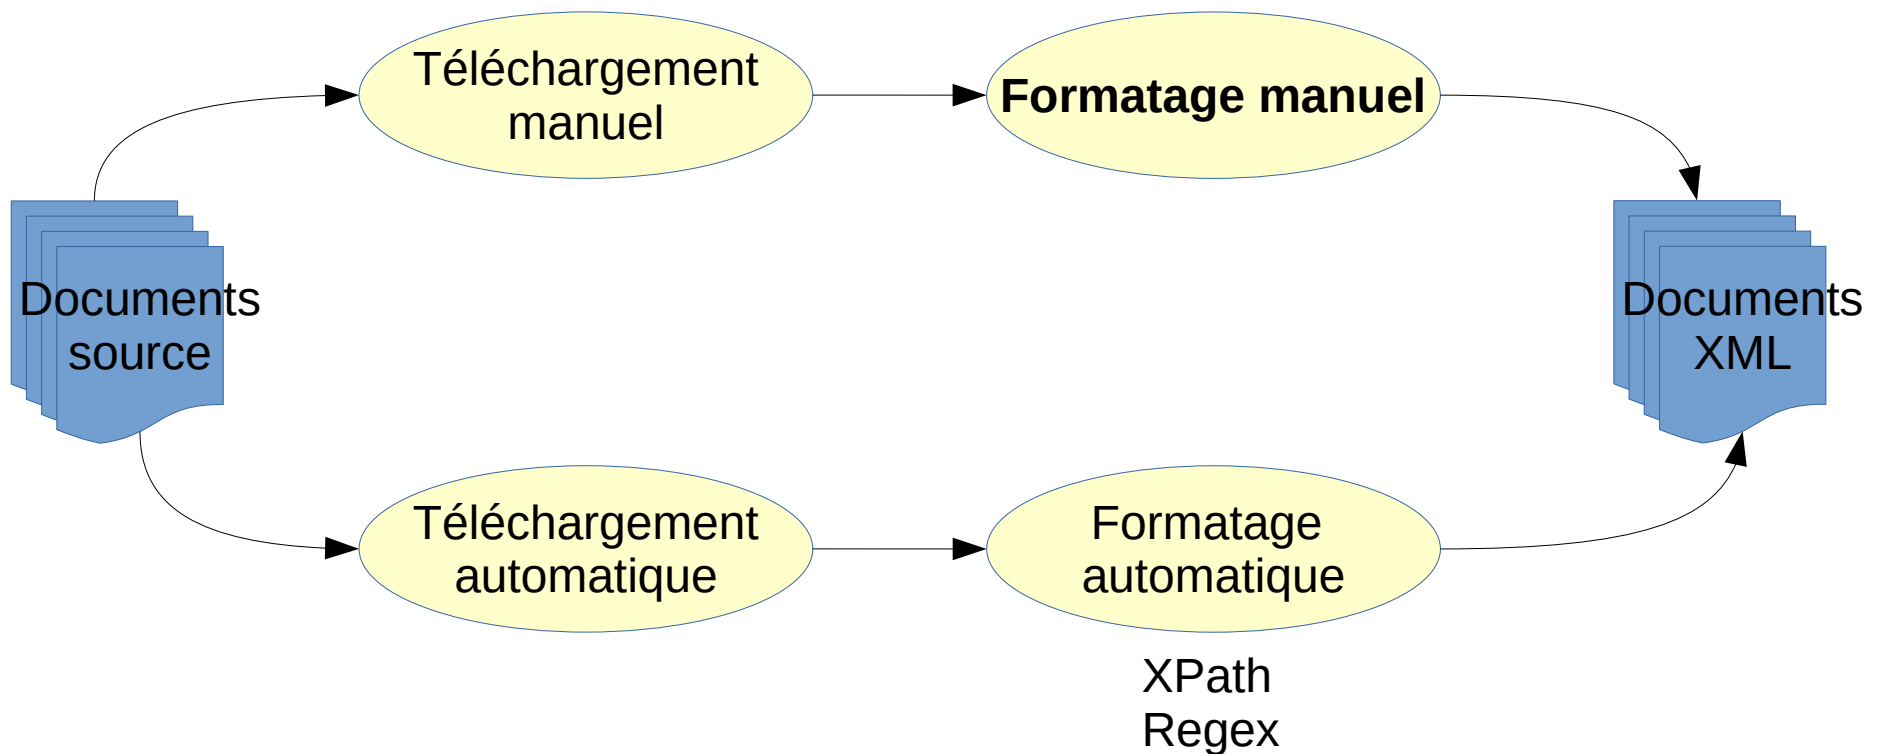 Téléchargement
manuel
Formatage manuel
Documents
source
Documents
XML
Téléchargement
automatique
Formatage
automatique
XPath
Regex